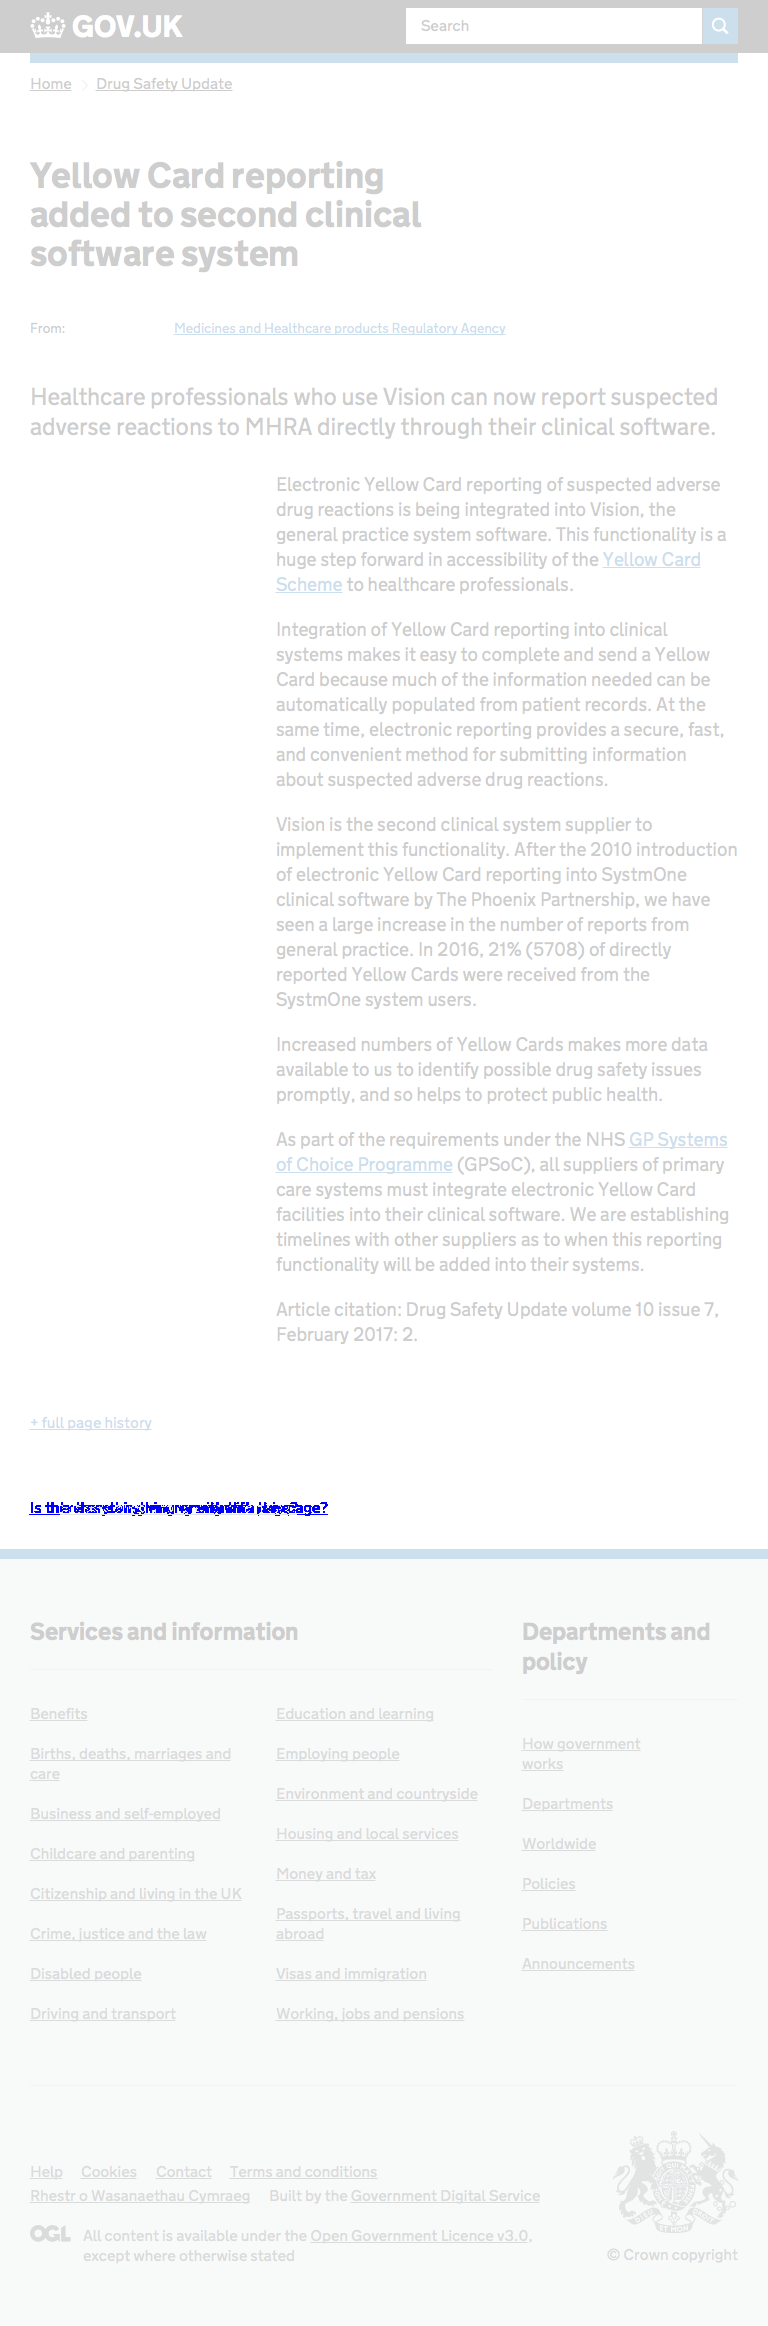 GOV.UK
Search
Home
Drug Safety Update
Yellow Card reporting
added to second clinical
software system
From:
Medicines and Healthcare products Regulatory Agency
Healthcare professionals who use Vision can now report suspected
adverse reactions to MHRA directly through their clinical software.
Electronic Yellow Card reporting of suspected adverse
drug reactions is being integrated into Vision, the
general practice system software. This functionality is a
huge step forward in accessibility of the Yellow Card
Scheme to healthcare professionals.
Integration of Yellow Card reporting into clinical
systems makes it easy to complete and send a Yellow
Card because much of the information needed can be
automatically populated from patient records. At the
same time, electronic reporting provides a secure, fast,
and convenient method for submitting information
about suspected adverse drug reactions.
Vision is the second clinical system supplier to
implement this functionality. After the 2010 introduction
of electronic Yellow Card reporting into SystmOne
clinical software by The Phoenix Partnership, we have
seen a large increase in the number of reports from
general practice. In 2016, 21% (5708) of directly
reported Yellow Cards were received from the
SystmOne system users.
Increased numbers of Yellow Cards makes more data
available to us to identify possible drug safety issues
promptly, and so helps to protect public health.
As part of the requirements under the NHS GP Systems
of Choice Programme (GPSoC), all suppliers of primary
care systems must integrate electronic Yellow Card
facilities into their clinical software. We are establishing
timelines with other suppliers as to when this reporting
functionality will be added into their systems.
Article citation: Drug Safety Update volume 10 issue 7,
February 2017: 2.
+ full page history
Services and information
Benefits
Births, deaths, marriages and
care
Business and self-employed
Childcare and parenting
Citizenship and living in the UK
Crime, justice and the law
Disabled people
Driving and transport
Education and learning
Employing people
Environment and countryside
Housing and local services
Money and tax
Passports, travel and living
abroad
Visas and immigration
Working, jobs and pensions
Departments and
policy
How government
works
Departments
Worldwide
Policies
Publications
Announcements
Help
Cookies
Contact
Terms and conditions
Rhestr o Wasanaethau Cymraeg
Built by the Government Digital Service
OGL
All content is available under the Open Government Licence v3.0,
except where otherwise stated
© Crown copyright